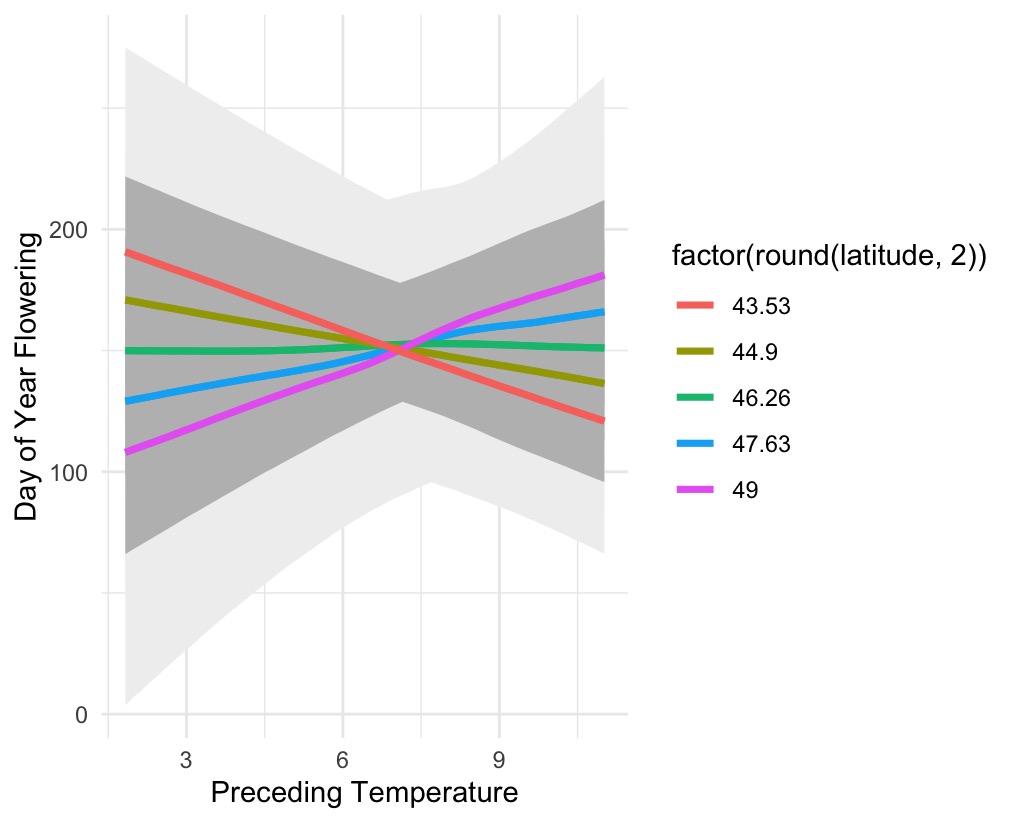 Day of Year Flowering
200
100
0
3 6 9
Preceding Temperature
factor(round(latitude, 2))
43.53
44.9
46.26
47.63
49